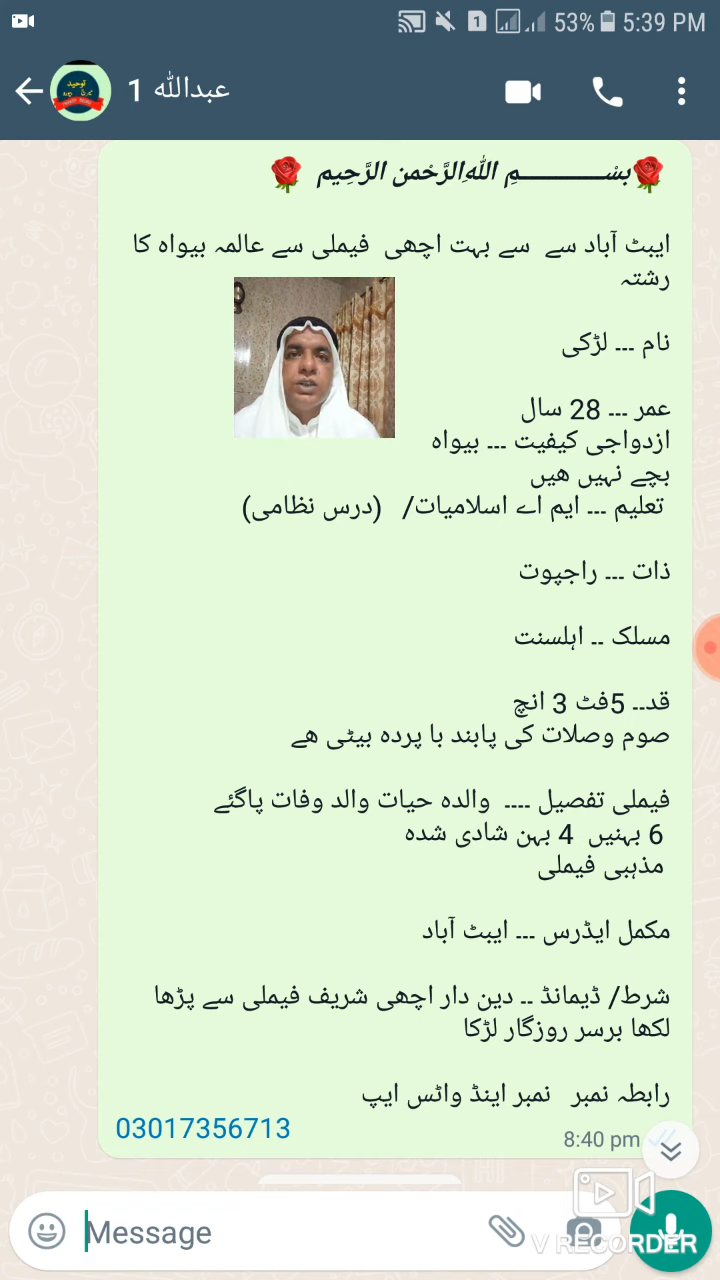 53% 5:39 PM
عبداللہ 1
🌹بسْــــــــــــمِ اللهِالرَّحْمن الرَّحِيم 🌹
ایبٹ آباد سے سے بہت اچھی فیملی سے عالمہ بیواہ کا
رشتہ
نام --- لڑکی
عمر --- 28 سال
ازدواجی کیفیت --- بیواہ
بچے نہیں ھیں
تعلیم --- ایم اے اسلامیات/ (درس نظامی)
ذات --- راجپوت
مسلک -- اہلسنت
قد-- 5فٹ 3 انچ
صوم وصلات کی پابند با پردہ بیٹی ھے
فیملی تفصیل ---- والدہ حیات والد وفات پاگئے
6 بہنیں 4 بہن شادی شدہ
مذہبی فیملی
مکمل ایڈرس --- ایبٹ آباد
شرط/ ڈیمانڈ -- دین دار اچھی شریف فیملی سے پڑھا
لکھا برسر روزگار لڑکا
رابطہ نمبر نمبر اینڈ واٹس ایپ
03017356713
8:40 pm
Message
V RECORDER